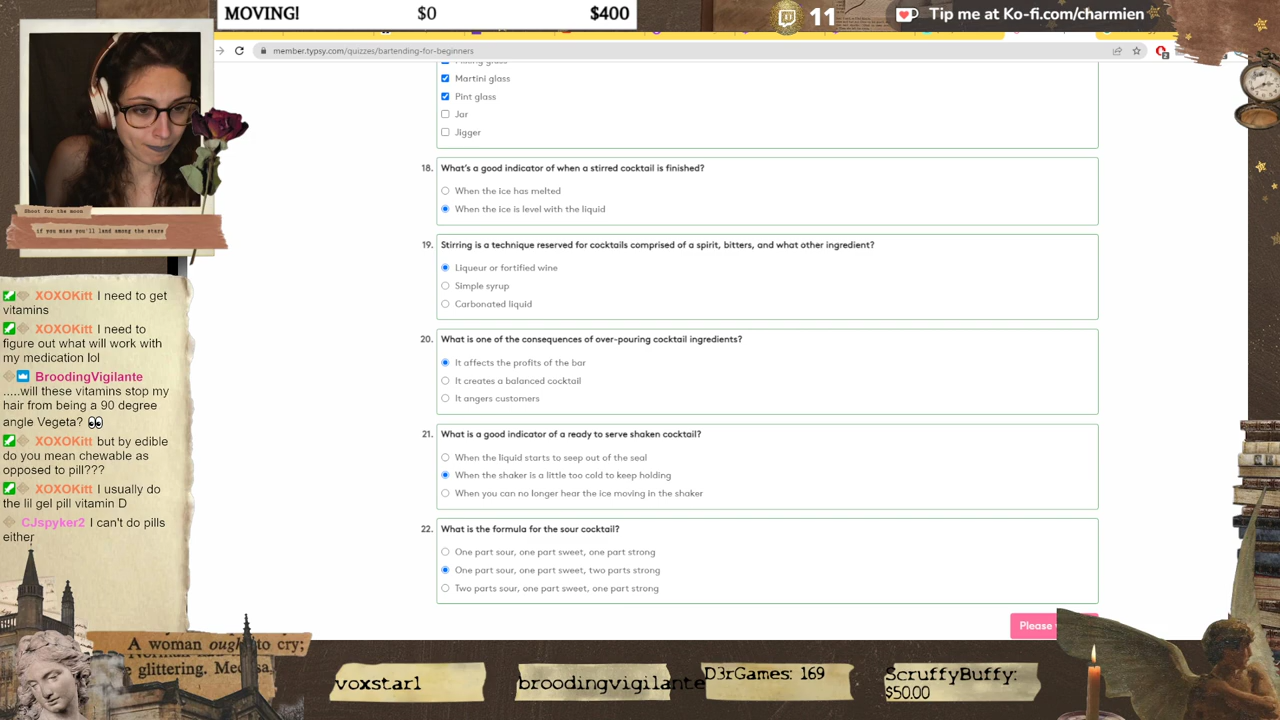 MOVING! $0 $400
11
Tip me at Ko-fi.com/charmien
member.typsy.com/quizzes/bartending-for-beginners
2
Mixing glass
Martini glass
Pint glass
Jar
Jigger
18. What's a good indicator of when a stirred cocktail is finished?
When the ice has melted
When the ice is level with the liquid
19. Stirring is a technique reserved for cocktails comprised of a spirit, bitters, and what other ingredient?
Liqueur or fortified wine
Simple syrup
Carbonated liquid
20. What is one of the consequences of over-pouring cocktail ingredients?
It affects the profits of the bar
It creates a balanced cocktail
It angers customers
21. What is a good indicator of a ready to serve shaken cocktail?
When the liquid starts to seep out of the seal
When the shaker is a little too cold to keep holding
When you can no longer hear the ice moving in the shaker
22. What is the formula for the sour cocktail?
One part sour, one part sweet, one part strong
One part sour, one part sweet, two parts strong
Two parts sour, one part sweet, one part strong
Please
Shoot for the moon
if you miss you'll land among the stars
XOXOKitt I need to get
vitamins
XOXOKitt I need to
figure out what will work with
my medication lol
BroodingVigilante
.....will these vitamins stop my
hair from being a 90 degree
angle Vegeta? 👀
XOXOKitt but by edible
do you mean chewable as
opposed to pill???
XOXOKitt I usually do
the lil gel pill vitamin D
CJspyker2 I can't do pills
either
A woman ought to cry;
glittering.
voxstar1
broodingvigilante
D3rGames: 169
ScruffyBuffy:
$50.00